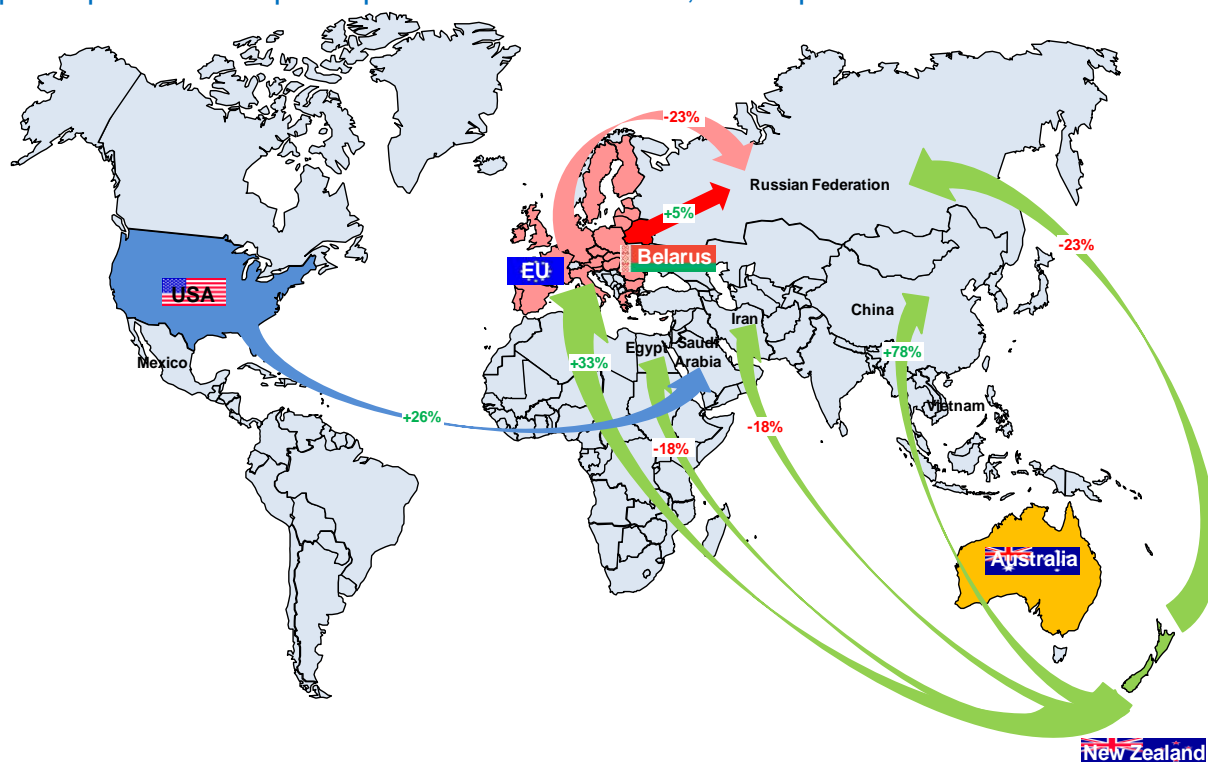 -23%
Russian Federation
+5%
Belarus
-23%
EU
USA
China
Iran
Mexico
Egypt
Saudi
Arabia
+33%
+78%
Vietnam
+26%
-18%
-18%
Australia
New Zealand